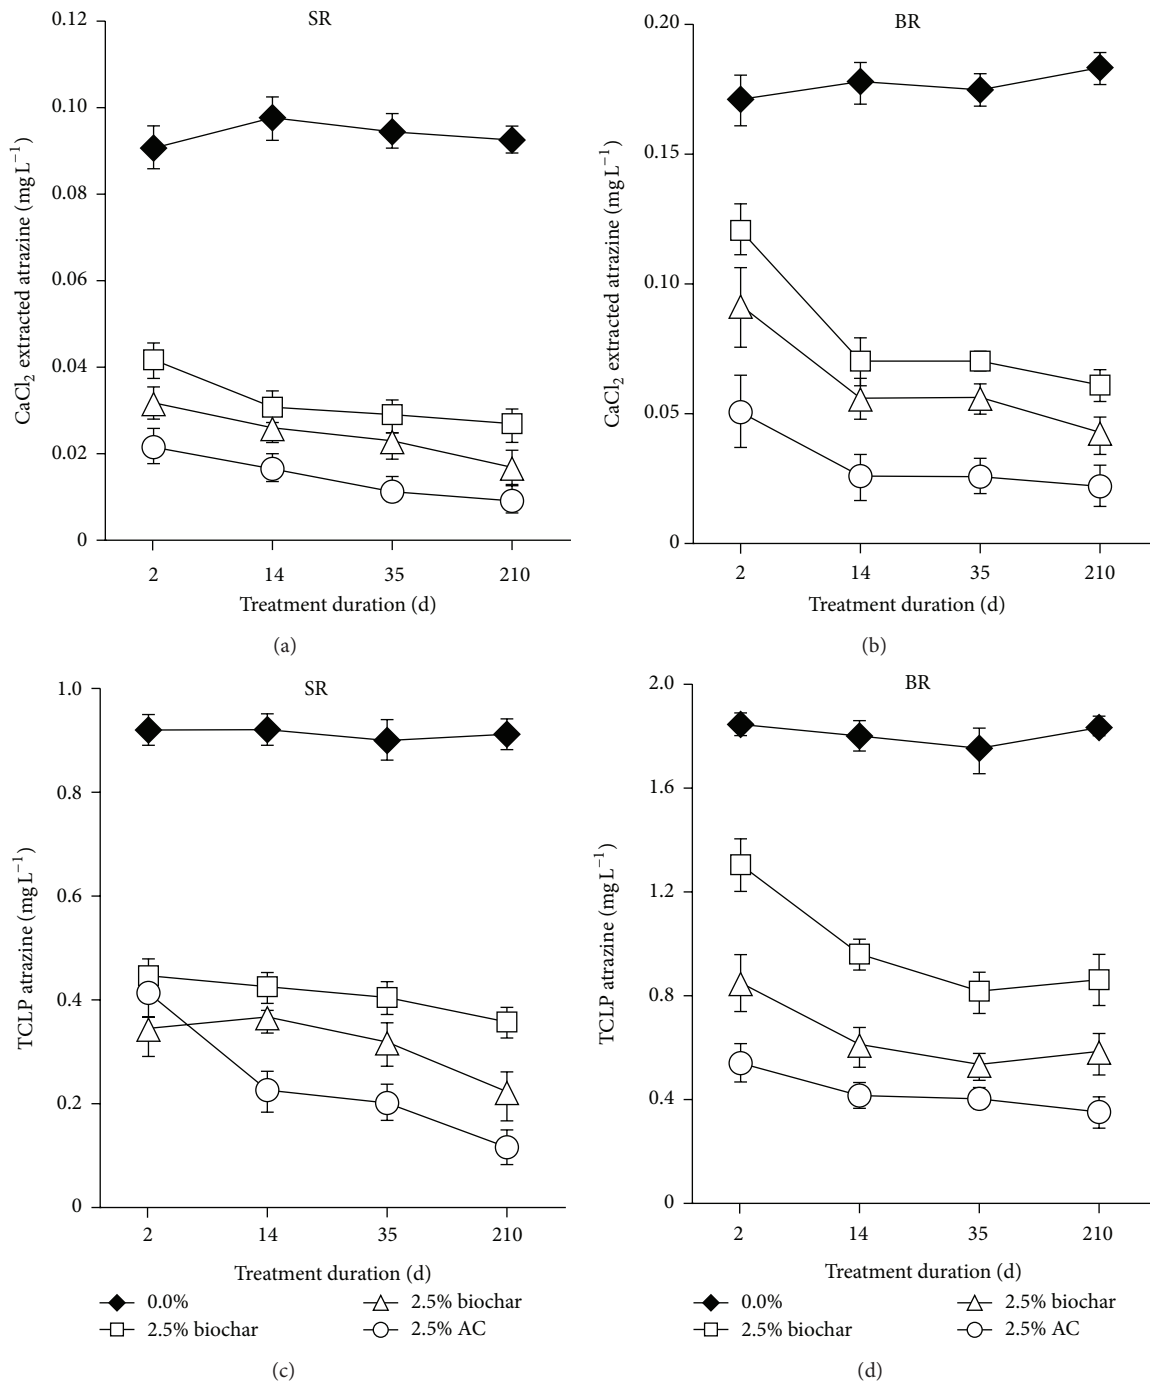 SR
0.12
0.10
0.08
0.06
0.04
0.02
0
CaCl₂ extracted atrazine (mg L⁻¹)
2 14 35 210
Treatment duration (d)
(a)
BR
0.20
0.15
0.10
0.05
0
CaCl₂ extracted atrazine (mg L⁻¹)
2 14 35 210
Treatment duration (d)
(b)
SR
1.0
0.8
0.6
0.4
0.2
0
TCLP atrazine (mg L⁻¹)
2 14 35 210
Treatment duration (d)
0.0% 2.5% biochar
2.5% biochar 2.5% AC
(c)
BR
2.0
1.6
1.2
0.8
0.4
0
TCLP atrazine (mg L⁻¹)
2 14 35 210
Treatment duration (d)
0.0% 2.5% biochar
2.5% biochar 2.5% AC
(d)